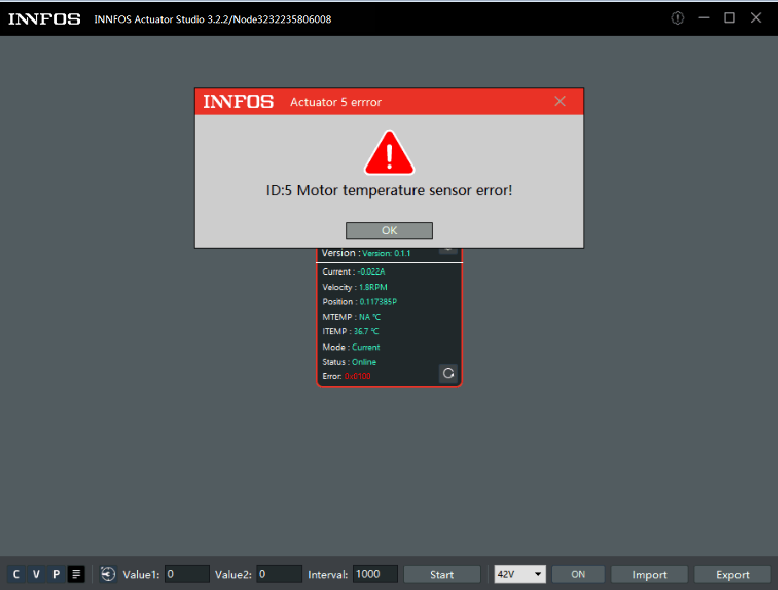 INNFOS INNFOS Actuator Studio 3.2.2/INode3232235806008
INNFOS Actuator 5 errror
ID:5 Motor temperature sensor error!
OK
Version : Version: 0.1.1
Current : -0.022A
Velocity : 1.8RPM
Position : 0.117385P
MTEMP : NA ℃
ITEMP : 36.7 ℃
Mode : Current
Status : Online
Error: 0x0100
C V P Value1: 0 Value2: 0 Interval: 1000 Start 42V ON Import Export